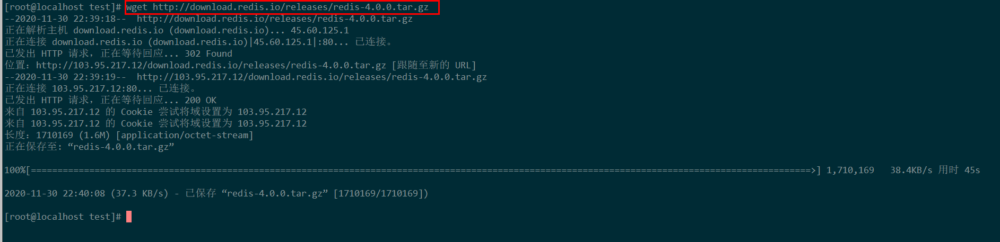 [root@localhost test]# wget http://download.redis.io/releases/redis-4.0.0.tar.gz
--2020-11-30 22:39:18--  http://download.redis.io/releases/redis-4.0.0.tar.gz
正在解析主机 download.redis.io (download.redis.io)... 45.60.125.1
正在连接 download.redis.io (download.redis.io)|45.60.125.1|:80... 已连接。
已发出 HTTP 请求，正在等待回应... 302 Found
位置：http://103.95.217.12/download.redis.io/releases/redis-4.0.0.tar.gz [跟随至新的 URL]
--2020-11-30 22:39:19--  http://103.95.217.12/download.redis.io/releases/redis-4.0.0.tar.gz
正在连接 103.95.217.12:80... 已连接。
已发出 HTTP 请求，正在等待回应... 200 OK
来自 103.95.217.12 的 Cookie 尝试将域设置为 103.95.217.12
来自 103.95.217.12 的 Cookie 尝试将域设置为 103.95.217.12
长度：1710169 (1.6M) [application/octet-stream]
正在保存至: “redis-4.0.0.tar.gz”
100%[===================================================================================================================================================>] 1,710,169   38.4KB/s 用时 45s
2020-11-30 22:40:08 (37.3 KB/s) - 已保存 “redis-4.0.0.tar.gz” [1710169/1710169])
[root@localhost test]#